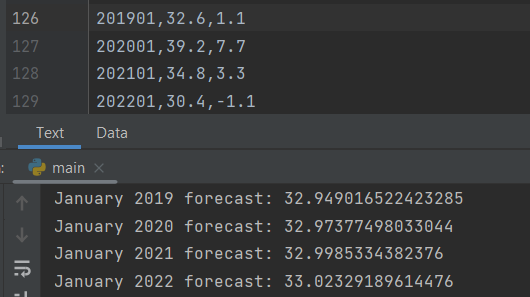 126 201901,32.6,1.1
127 202001,39.2,7.7
128 202101,34.8,3.3
129 202201,30.4,-1.1
Text Data
: main ×
January 2019 forecast: 32.949016522423285
January 2020 forecast: 32.97377498033044
January 2021 forecast: 32.9985334382376
January 2022 forecast: 33.02329189614476